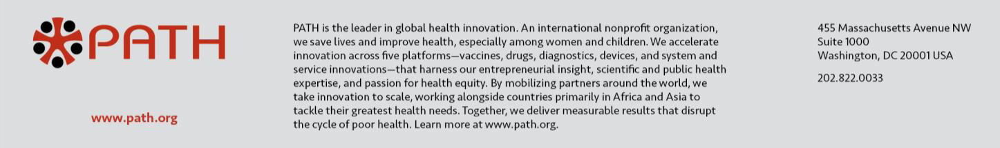 PATH
www.path.org
PATH is the leader in global health innovation. An international nonprofit organization,
we save lives and improve health, especially among women and children. We accelerate
innovation across five platforms—vaccines, drugs, diagnostics, devices, and system and
service innovations—that harness our entrepreneurial insight, scientific and public health
expertise, and passion for health equity. By mobilizing partners around the world, we
take innovation to scale, working alongside countries primarily in Africa and Asia to
tackle their greatest health needs. Together, we deliver measurable results that disrupt
the cycle of poor health. Learn more at www.path.org.
455 Massachusetts Avenue NW
Suite 1000
Washington, DC 20001 USA
202.822.0033